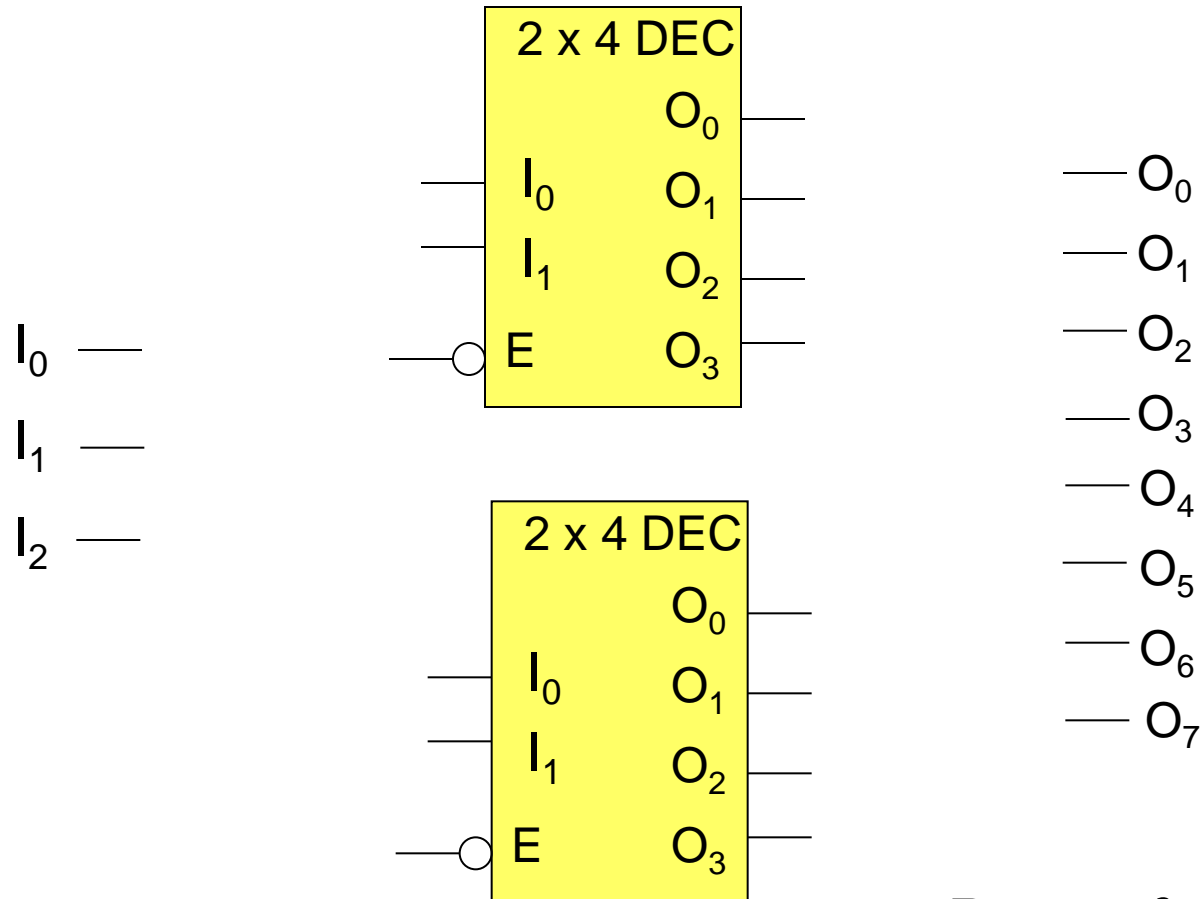 2 x 4 DEC
O₀
I₀
O₁
I₁
O₂
E
O₃
I₀
I₁
I₂
2 x 4 DEC
O₀
I₀
O₁
I₁
O₂
E
O₃
O₀
O₁
O₂
O₃
O₄
O₅
O₆
O₇